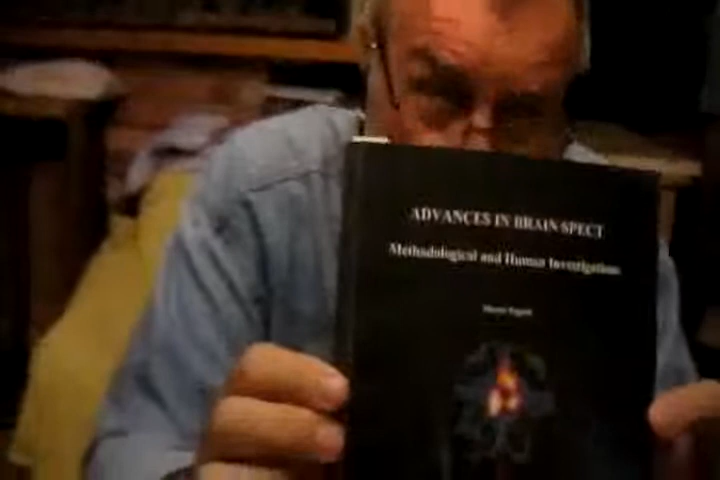 ADVANCES IN BRAIN SPECT
Methodological and Human Investigations